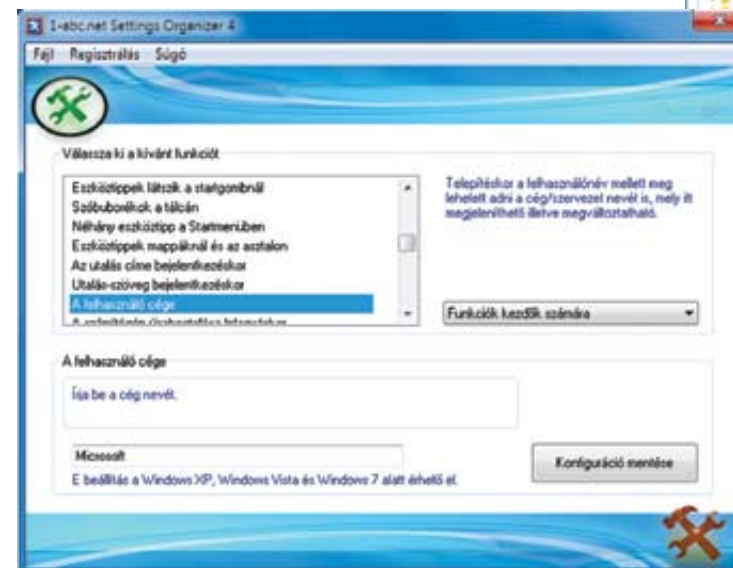 1-abc.net Settings Organizer 4
Fájl Regisztrálás Súgó
Válassza ki a kívánt funkciót
Eszköztippek látszik a startgombnál
Szóbuborékok a tálcán
Néhány eszköztipp a Startmenüben
Eszköztippek mappáknál és az asztalon
Az utalás címe bejelentkezéskor
Utalás-szöveg bejelentkezéskor
A felhasználó cége
A számítógép
Telepítéskor a felhasználónév mellett meg
lehetett adni a cég/szervezet nevét is, mely itt
megjeleníthető illetve megváltoztatható.
Funkciók kezdők számára
A felhasználó cége
Írja be a cég nevét.
Microsoft
Konfiguráció mentése
E beállítás a Windows XP, Windows Vista és Windows 7 alatt érhető el.